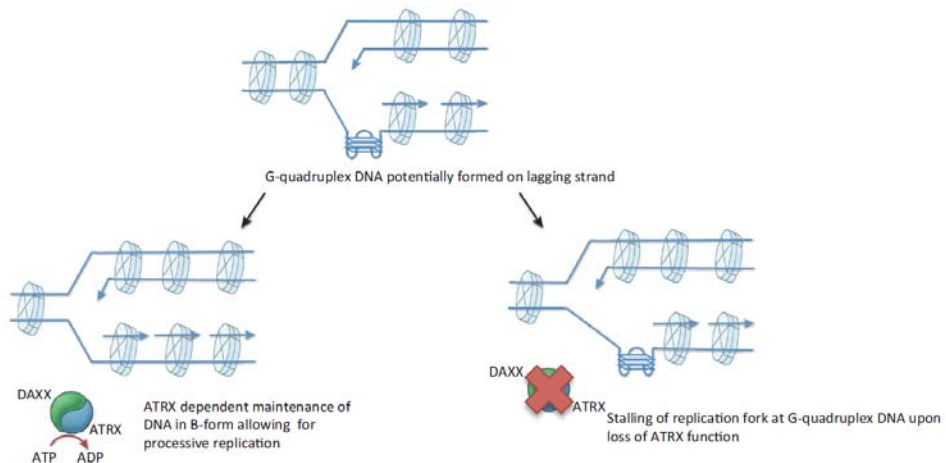 G-quadruplex DNA potentially formed on lagging strand
DAXX
ATRX
ATP
ADP
ATRX dependent maintenance of
DNA in B-form allowing for
processive replication
DAXX
ATRX
Stalling of replication fork at G-quadruplex DNA upon
loss of ATRX function